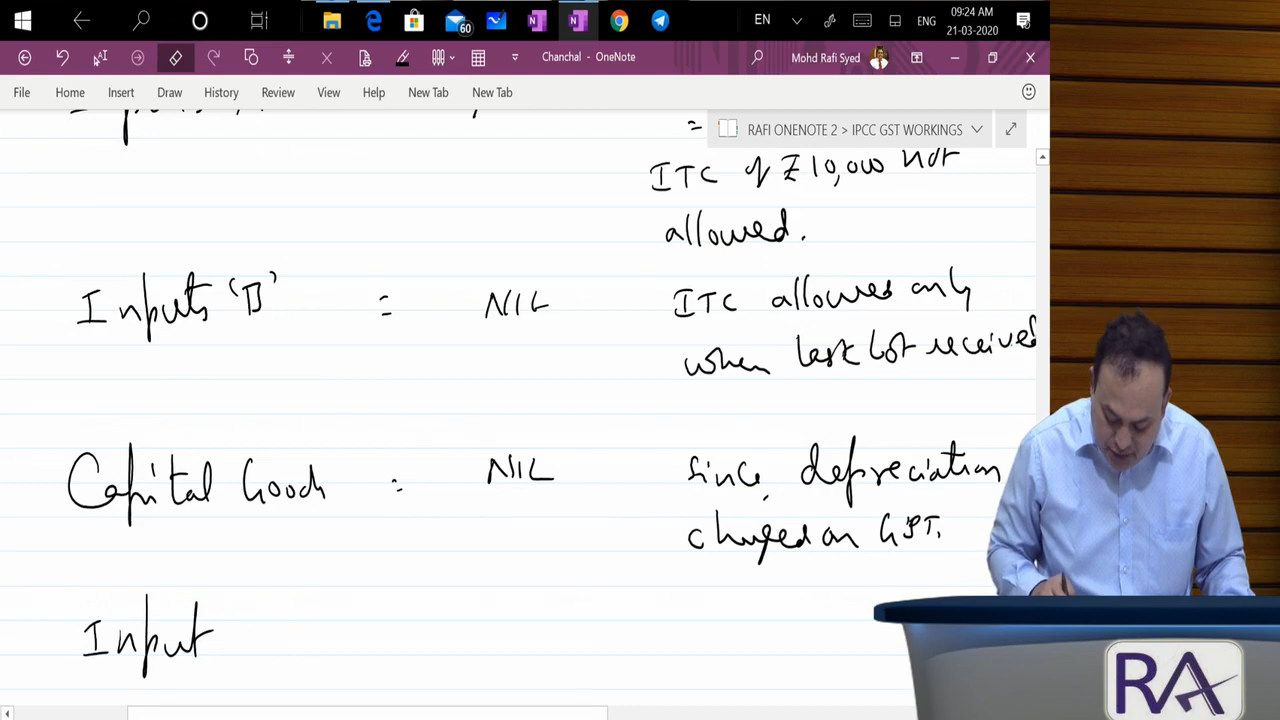 EN
ENG
09:24 AM
21-03-2020
60
Chanchal - OneNote
Mohd Rafi Syed
File Home Insert Draw History Review View Help New Tab New Tab
RAFI ONENOTE 2 > IPCC GST WORKINGS
=
ITC of ₹10,000 not
allowed.
Inputs 'B' = NIL ITC allowed only
when last lot received
Capital Goods = NIL Since depreciation
charged on GST.
Input
RA